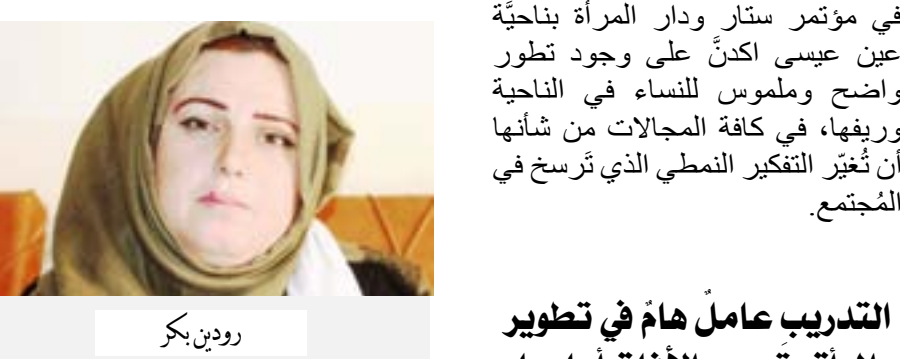 في مؤتمر ستار ودار المرأة بناحيَّة
عين عيسى اكدنَّ على وجود تطور
واضح وملموس للنساء في الناحية
وريفها، في كافة المجالات من شأنها
أن تُغيّر التفكير النمطي الذي تَرسخ في
المُجتمع.
التدريب عاملٌ هامٌ في تطوير
رودين بكر